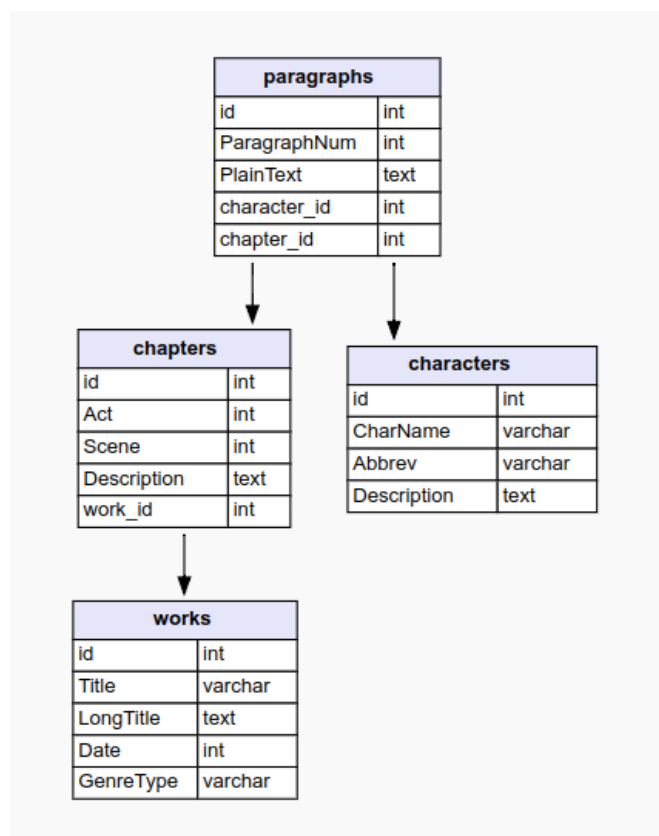 paragraphs
id int
ParagraphNum int
PlainText text
character_id int
chapter_id int
chapters
id int
Act int
Scene int
Description text
work_id int
characters
id int
CharName varchar
Abbrev varchar
Description text
works
id int
Title varchar
LongTitle text
Date int
GenreType varchar